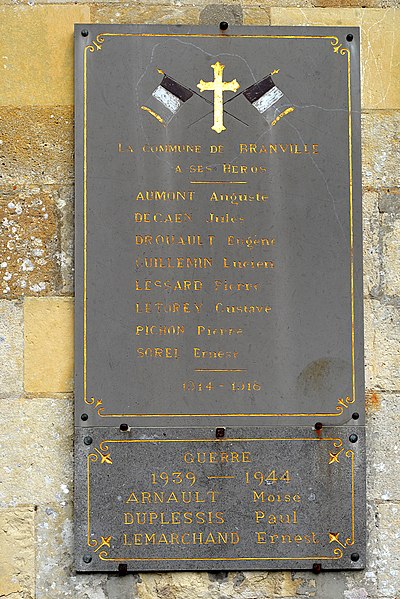 LA COMMUNE DE BRANVILLE
A SES HEROS
AUMONT Auguste
DECAEN Jules
DROUAULT Eugène
GUILLEMIN Lucien
LESSARD Pierre
LETOREY Gustave
PICHON Pierre
SOREL Ernest
1914 - 1918
GUERRE
1939 — 1944
ARNAULT Moïse
DUPLESSIS Paul
LEMARCHAND Ernest